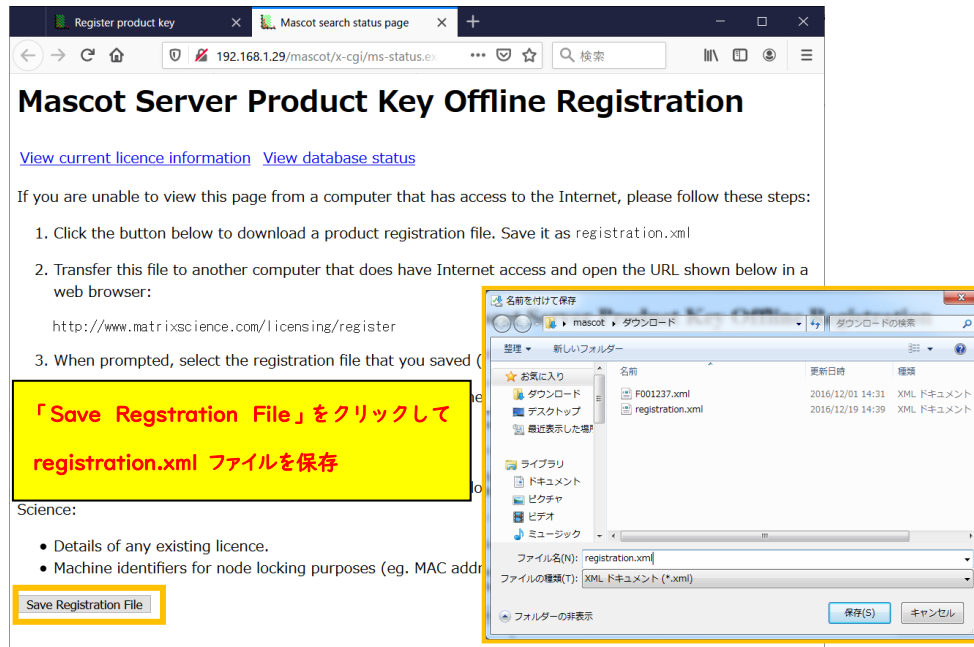 Register product key
Mascot search status page
192.168.1.29/mascot/x-cgi/ms-status.ex
検索
Mascot Server Product Key Offline Registration
View current licence information View database status
If you are unable to view this page from a computer that has access to the Internet, please follow these steps:
1. Click the button below to download a product registration file. Save it as registration.xml
2. Transfer this file to another computer that does have Internet access and open the URL shown below in a
web browser:
http://www.matrixscience.com/licensing/register
3. When prompted, select the registration file that you saved (
「Save Regstration File」をクリックして
registration.xml ファイルを保存
Science:
• Details of any existing licence.
• Machine identifiers for node locking purposes (eg. MAC addr
Save Registration File
名前を付けて保存
mascot ▸ ダウンロード
ダウンロードの検索
整理 新しいフォルダー
お気に入り
ダウンロード
デスクトップ
最近表示した場所
ライブラリ
ドキュメント
ピクチャ
ビデオ
ミュージック
名前 更新日時 種類
F001237.xml 2016/12/01 14:31 XML ドキュメント
registration.xml 2016/12/19 14:39 XML ドキュメント
ファイル名(N): registration.xml
ファイルの種類(T): XML ドキュメント (*.xml)
フォルダーの非表示
保存(S) キャンセル